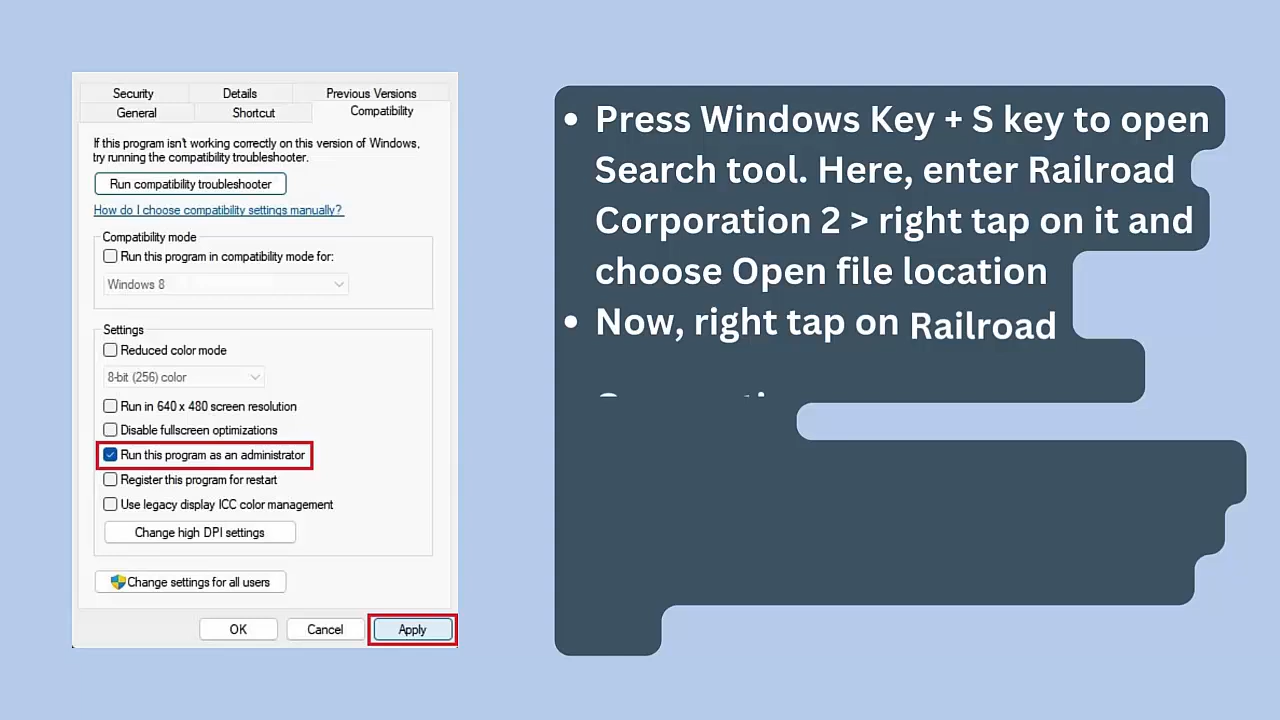 Security
Details
Previous Versions
General
Shortcut
Compatibility
If this program isn't working correctly on this version of Windows,
try running the compatibility troubleshooter.
Run compatibility troubleshooter
How do I choose compatibility settings manually?
Compatibility mode
Run this program in compatibility mode for:
Windows 8
Settings
Reduced color mode
8-bit (256) color
Run in 640 x 480 screen resolution
Disable fullscreen optimizations
Run this program as an administrator
Register this program for restart
Use legacy display ICC color management
Change high DPI settings
Change settings for all users
OK
Cancel
Apply
• Press Windows Key + S key to open
Search tool. Here, enter Railroad
Corporation 2 > right tap on it and
choose Open file location
• Now, right tap on Railroad